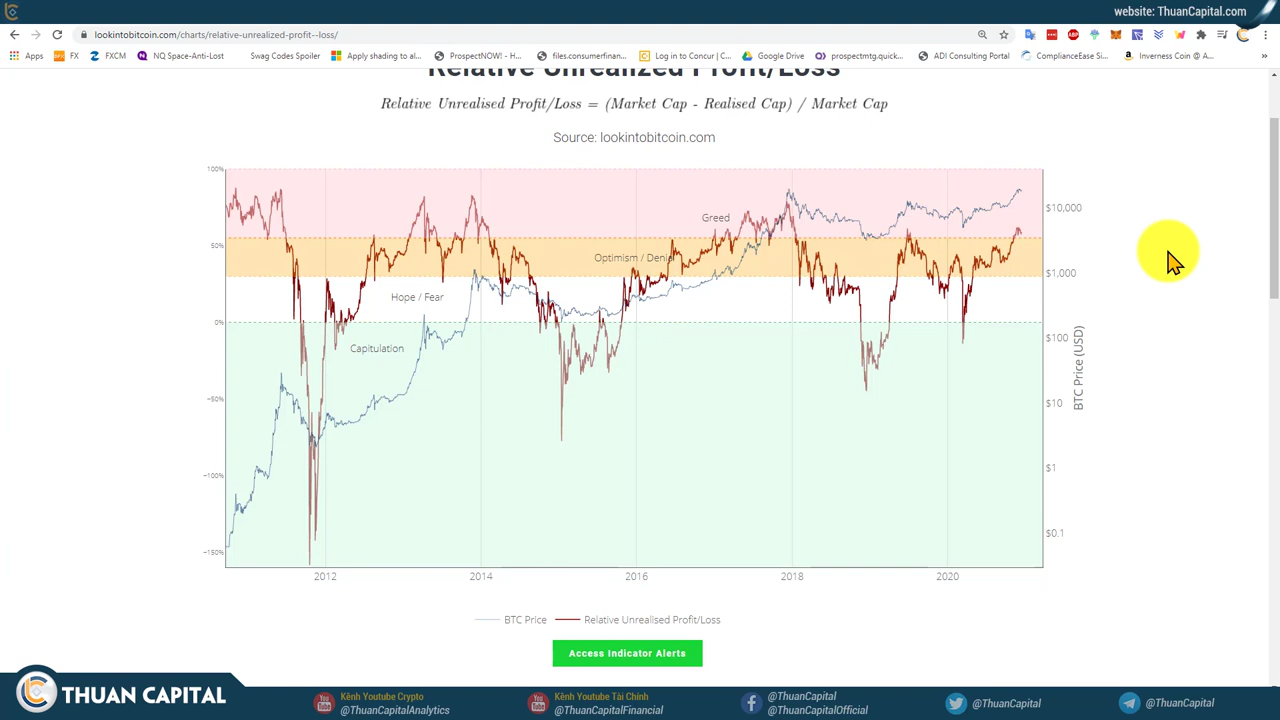 website: ThuanCapital.com
lookintobitcoin.com/charts/relative-unrealized-profit--loss/
Apps
FX
FXCM
NQ Space-Anti-Lost
Swag Codes Spoiler
Apply shading to al...
ProspectNOW! - H...
files.consumerfinan...
Log in to Concur | C...
Google Drive
prospectmtg.quick...
ADI Consulting Portal
ComplianceEase Si...
Inverness Coin @ A...
Relative Unrealized Profit/Loss
Relative Unrealised Profit/Loss = (Market Cap - Realised Cap) / Market Cap
Source: lookintobitcoin.com
100%
50%
0%
−50%
−100%
−150%
Greed
Optimism / Denial
Hope / Fear
Capitulation
$10,000
$1,000
$100
$10
$1
$0.1
BTC Price (USD)
2012
2014
2016
2018
2020
BTC Price
Relative Unrealised Profit/Loss
Access Indicator Alerts
THUAN CAPITAL
You Tube
Kênh Youtube Crypto
@ThuanCapitalAnalytics
You Tube
Kênh Youtube Tài Chính
@ThuanCapitalFinancial
@ThuanCapital
@ThuanCapitalOfficial
@ThuanCapital
@ThuanCapital